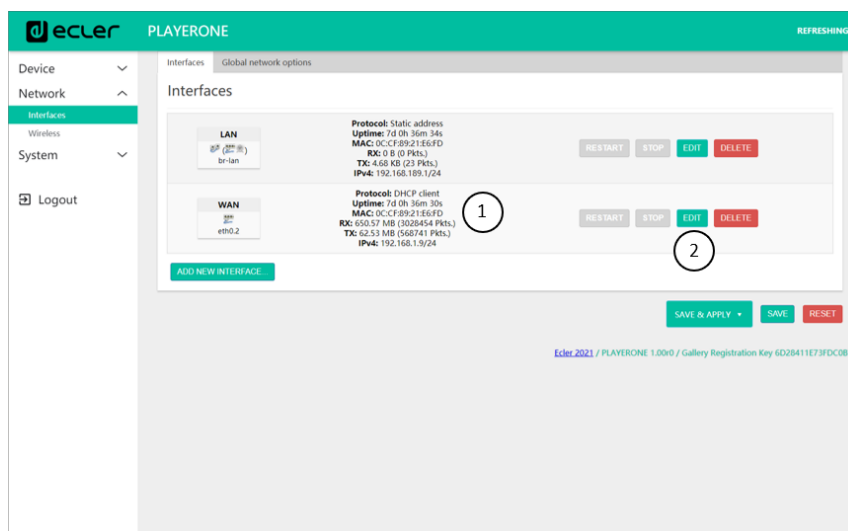 ecler PLAYERONE REFRESHING
Device
Network
Interfaces
Wireless
System
Logout
Interfaces Global network options
Interfaces
LAN
br-lan
Protocol: Static address
Uptime: 7d 0h 36m 34s
MAC: 0C:CF:89:21:E6:FD
RX: 0 B (0 Pkts.)
TX: 4.68 KB (23 Pkts.)
IPv4: 192.168.189.1/24
RESTART STOP EDIT DELETE
WAN
eth0.2
Protocol: DHCP client
Uptime: 7d 0h 36m 30s
MAC: 0C:CF:89:21:E6:FD
RX: 650.57 MB (3028454 Pkts.)
TX: 62.53 MB (568741 Pkts.)
IPv4: 192.168.1.9/24
1
RESTART STOP EDIT DELETE
2
ADD NEW INTERFACE...
SAVE & APPLY SAVE RESET
Ecler 2021 / PLAYERONE 1.00r0 / Gallery Registration Key 6D28411E73FDC0B